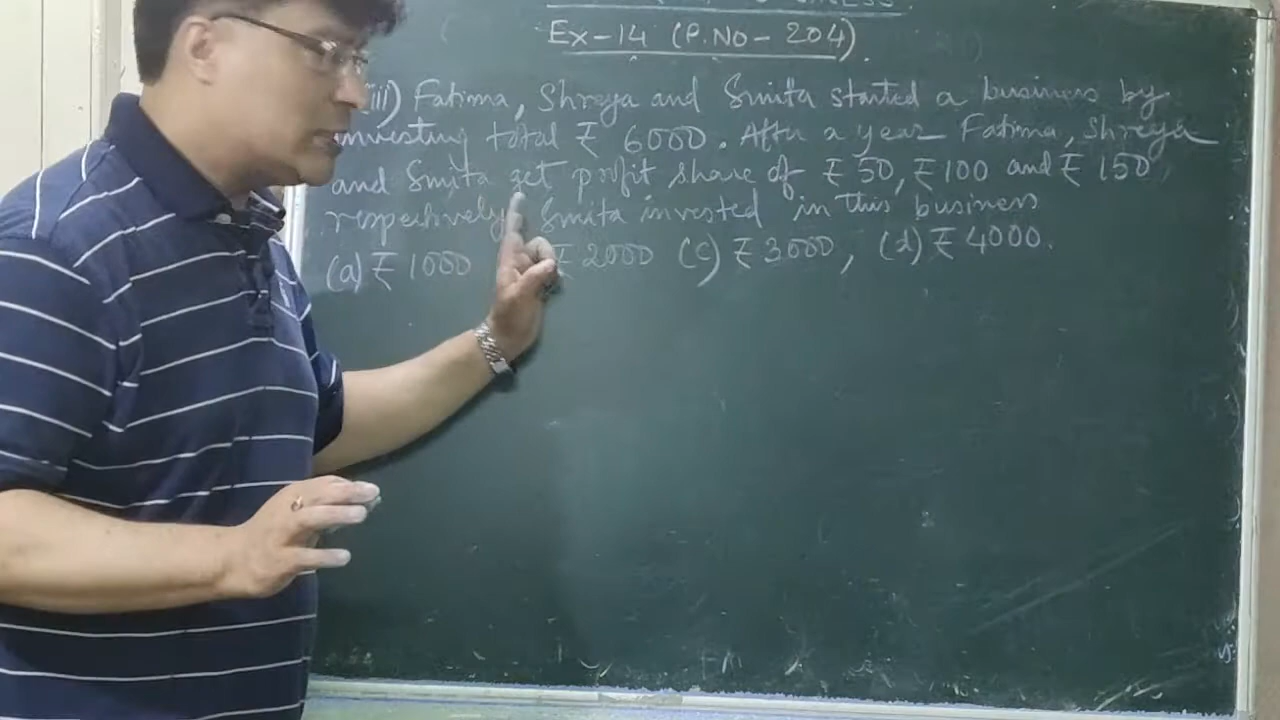 Ex-14 (P.NO-204).
iii) Fatima, Shreya and Smita started a business by
investing total ₹ 6000. After a year Fatima, Shreya
and Smita get profit share of ₹ 50, ₹ 100 and ₹ 150
respectively Smita invested in this business
(a) ₹ 1000 ₹ 2000 (c) ₹ 3000, (d) ₹ 4000.